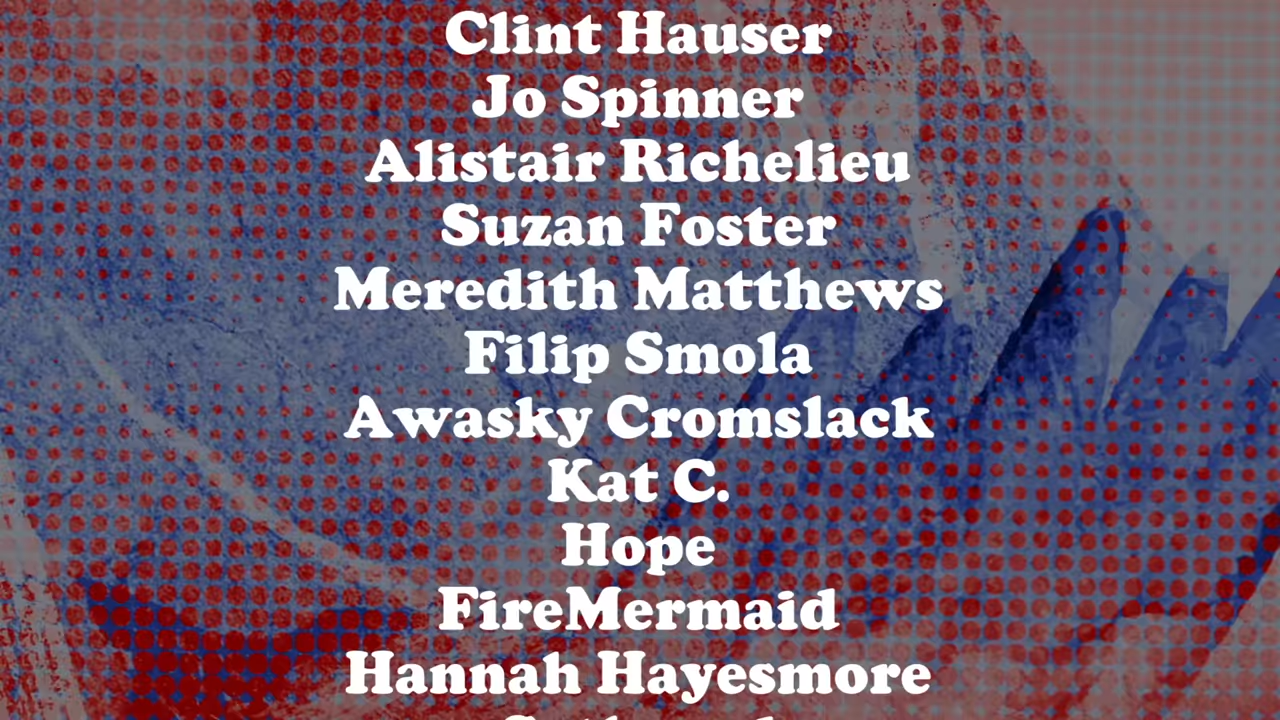 Clint Hauser
Jo Spinner
Alistair Richelieu
Suzan Foster
Meredith Matthews
Filip Smola
Awasky Cromslack
Kat C.
Hope
FireMermaid
Hannah Hayesmore